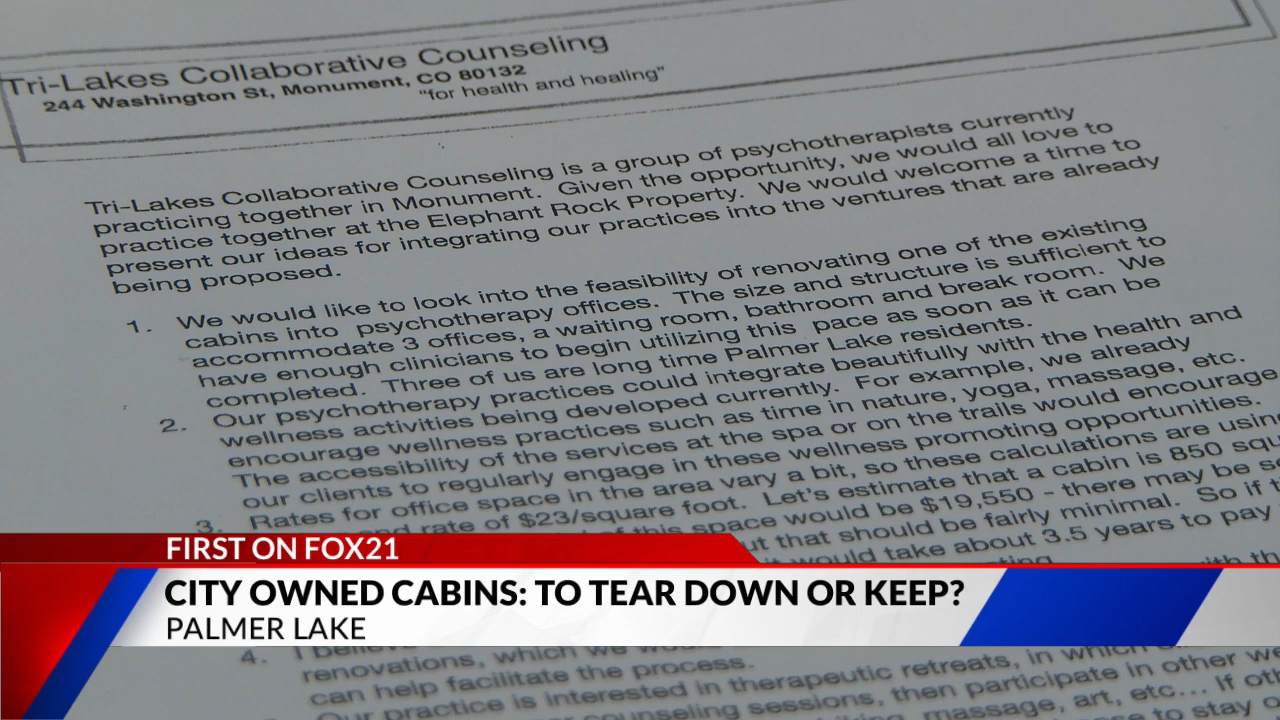 Tri-Lakes Collaborative Counseling
244 Washington St, Monument, CO 80132
"for health and healing"
Tri-Lakes Collaborative Counseling is a group of psychotherapists currently
practicing together in Monument. Given the opportunity, we would all love to
practice together at the Elephant Rock Property. We would welcome a time to
present our ideas for integrating our practices into the ventures that are already
being proposed.
1. We would like to look into the feasibility of renovating one of the existing
cabins into psychotherapy offices. The size and structure is sufficient to
accommodate 3 offices, a waiting room, bathroom and break room. We
have enough clinicians to begin utilizing this pace as soon as it can be
completed. Three of us are long time Palmer Lake residents.
2. Our psychotherapy practices could integrate beautifully with the health and
wellness activities being developed currently. For example, we already
encourage wellness practices such as time in nature, yoga, massage, etc.
The accessibility of the services at the spa or on the trails would encourage
our clients to regularly engage in these wellness promoting opportunities.
3. Rates for office space in the area vary a bit, so these calculations are using
rate of $23/square foot. Let's estimate that a cabin is 850 squ
of this space would be $19,550 - there may be so
that should be fairly minimal. So if t
would take about 3.5 years to pay
FIRST ON FOX21
CITY OWNED CABINS: TO TEAR DOWN OR KEEP?
PALMER LAKE
4. I
renovations, which we
can help facilitate the process.
Our practice is interested in therapeutic retreats, in which
counseling sessions, then participate in other we
massage, art, etc... If oth
to stay